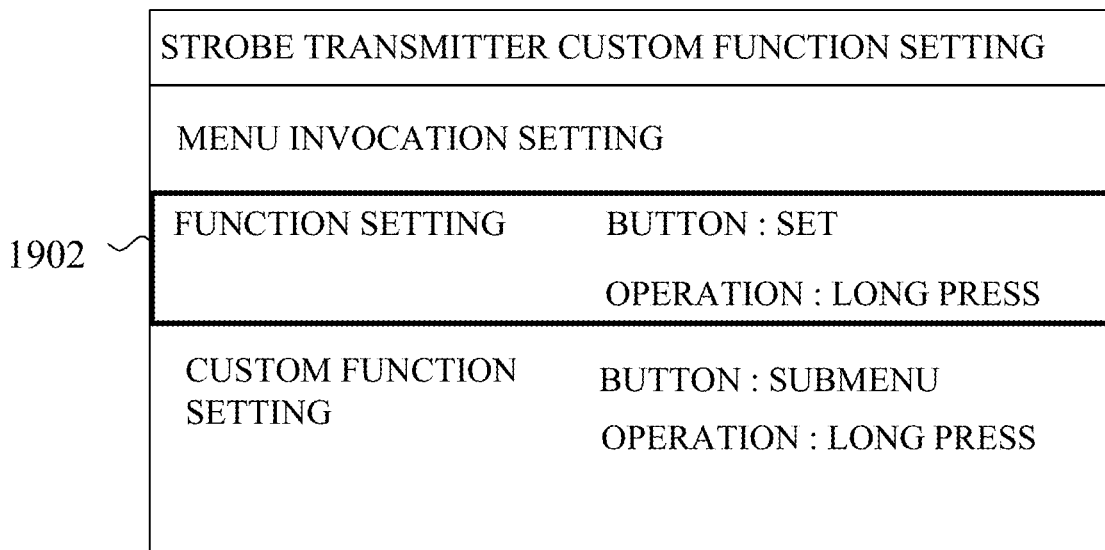 STROBE TRANSMITTER CUSTOM FUNCTION SETTING
MENU INVOCATION SETTING
FUNCTION SETTING BUTTON : SET
1902
OPERATION : LONG PRESS
CUSTOM FUNCTION SETTING BUTTON : SUBMENU
OPERATION : LONG PRESS